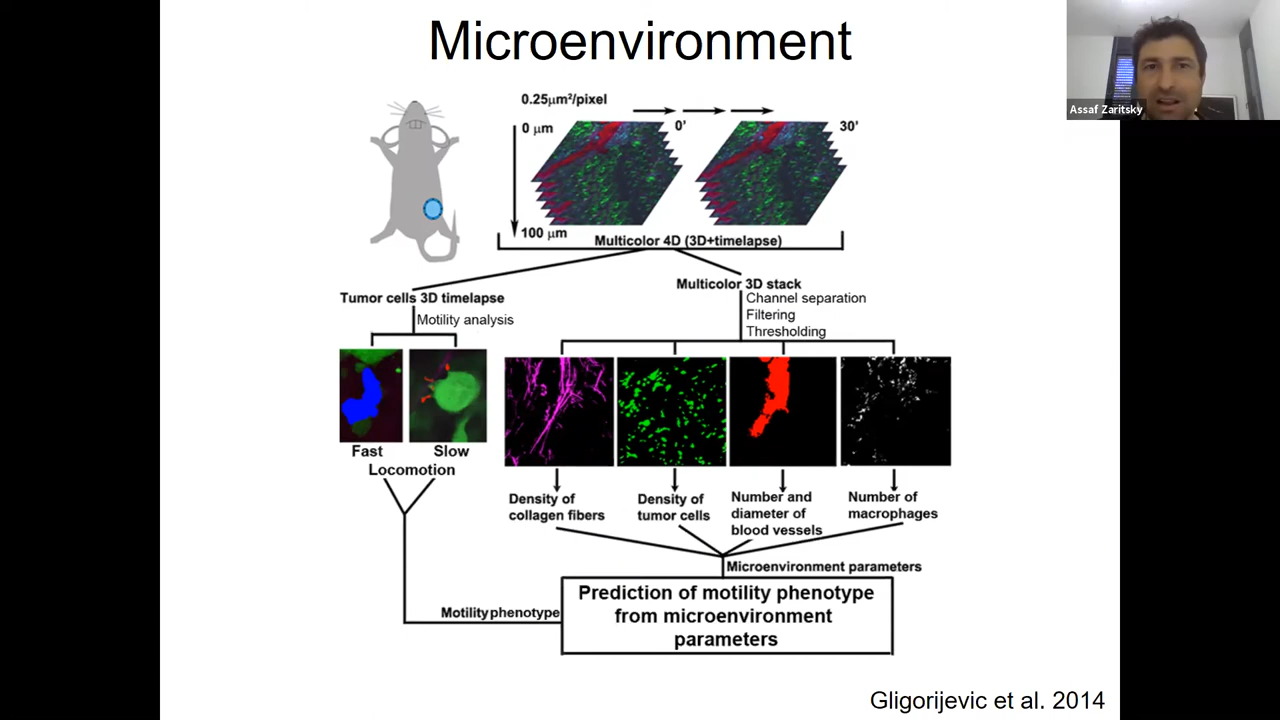 Microenvironment
Assaf Zaritsky
0.25µm²/pixel
0 µm
0'
30'
100 µm
Multicolor 4D (3D+timelapse)
Tumor cells 3D timelapse
Motility analysis
Multicolor 3D stack
Channel separation
Filtering
Thresholding
Fast
Slow
Locomotion
Density of
collagen fibers
Density of
tumor cells
Number and
diameter of
blood vessels
Number of
macrophages
Microenvironment parameters
Motility phenotype
Prediction of motility phenotype
from microenvironment
parameters
Gligorijevic et al. 2014